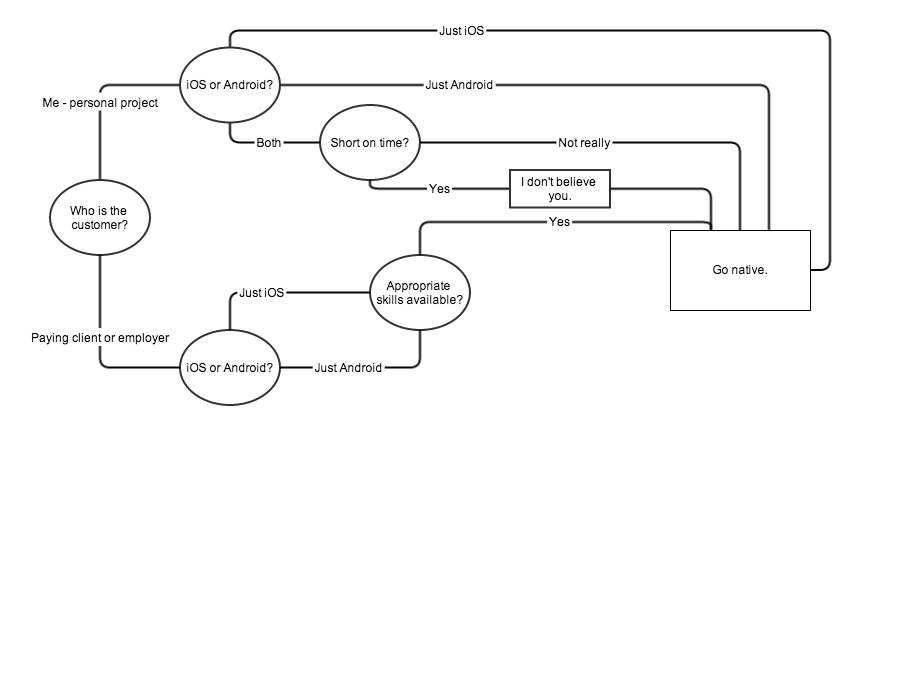 Just iOS
iOS or Android?
Just Android
Me - personal project
Both
Short on time?
Not really
Yes
I don't believe
you.
Who is the
customer?
Yes
Go native.
Appropriate
skills available?
Just iOS
Paying client or employer
iOS or Android?
Just Android